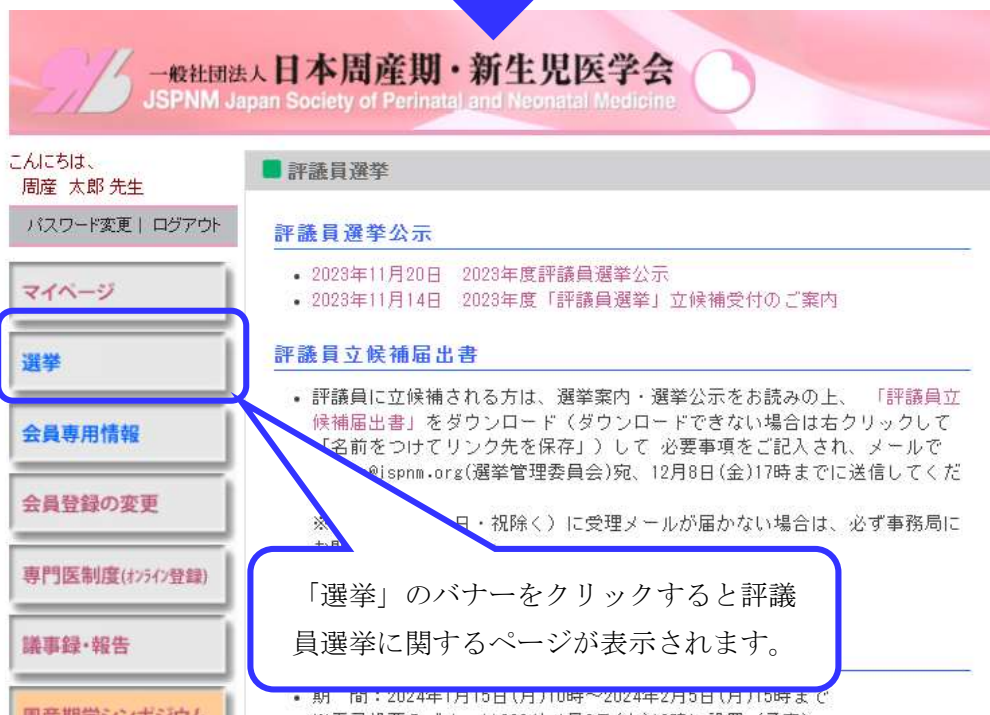 一般社団法人 日本周産期・新生児医学会
JSPNM Japan Society of Perinatal and Neonatal Medicine
こんにちは、
周産 太郎 先生
パスワード変更 | ログアウト
マイページ
選挙
会員専用情報
会員登録の変更
専門医制度(オンライン登録)
議事録・報告
周産期学シンポジウム
評議員選挙
評議員選挙公示
• 2023年11月20日 2023年度評議員選挙公示
• 2023年11月14日 2023年度「評議員選挙」立候補受付のご案内
評議員立候補届出書
• 評議員に立候補される方は、選挙案内・選挙公示をお読みの上、 「評議員立
候補届出書」をダウンロード（ダウンロードできない場合は右クリックして
「名前をつけてリンク先を保存」）して 必要事項をご記入され、メールで
@jspnm.org(選挙管理委員会)宛、12月8日(金)17時までに送信してくだ
※ 日・祝除く）に受理メールが届かない場合は、必ず事務局に
「選挙」のバナーをクリックすると評議
員選挙に関するページが表示されます。
• 期 間：2024年1月15日(月)10時～2024年2月5日(月)15時まで